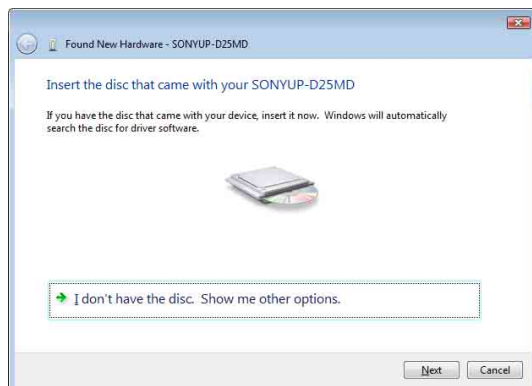 Found New Hardware - SONYUP-D25MD
Insert the disc that came with your SONYUP-D25MD
If you have the disc that came with your device, insert it now.  Windows will automatically
search the disc for driver software.
I don't have the disc.  Show me other options.
Next
Cancel